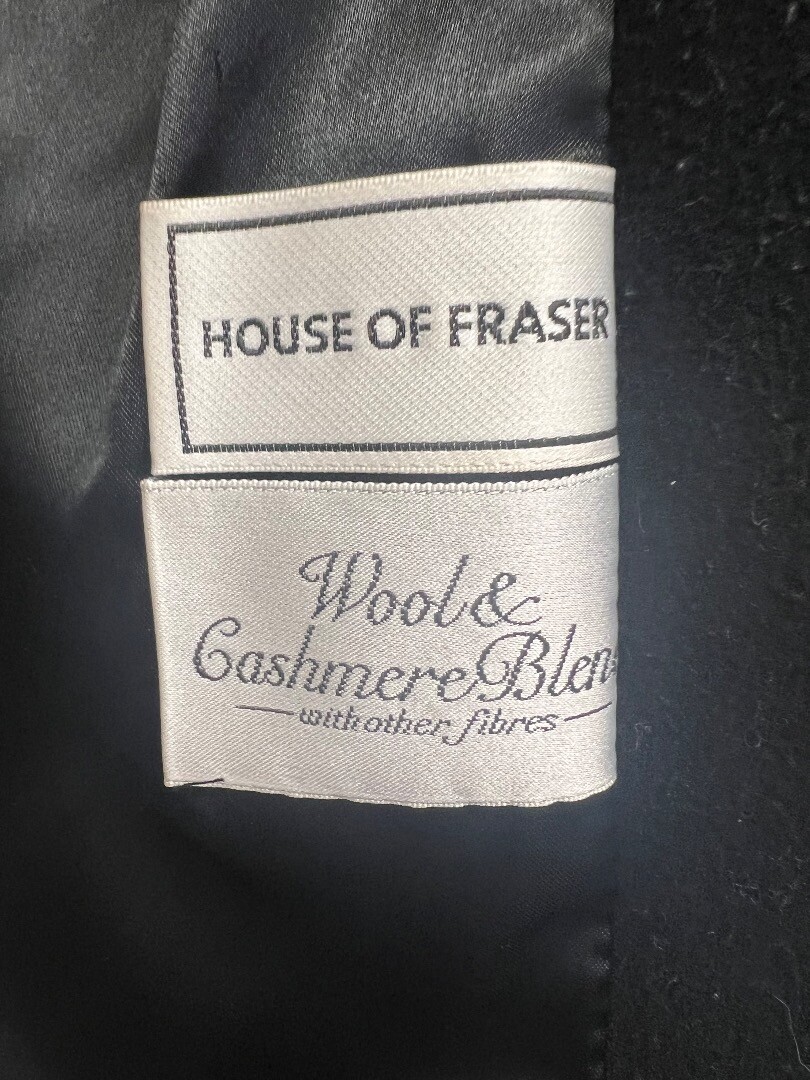 HOUSE OF FRASER
Wool &
Cashmere Blen
with other fibres